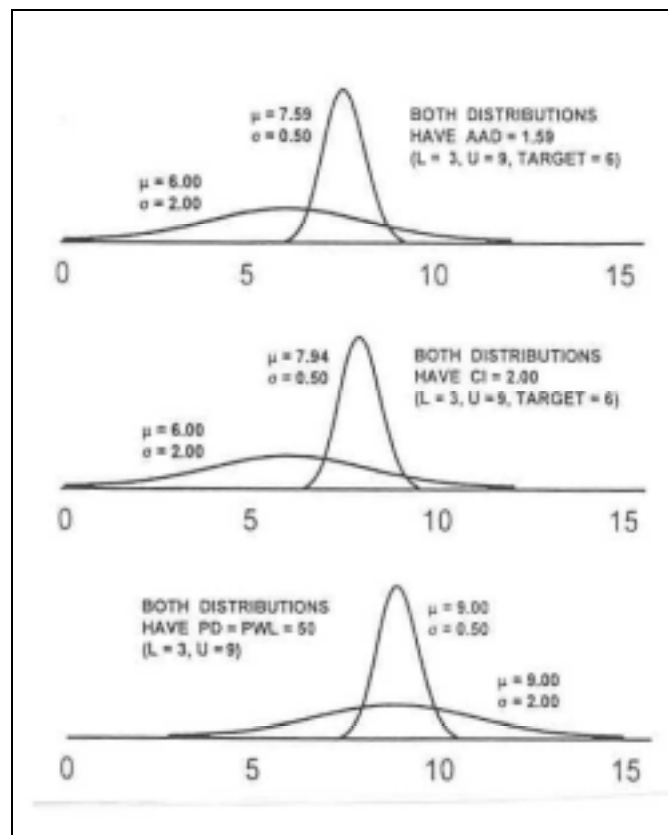 μ = 7.59
σ = 0.50
BOTH DISTRIBUTIONS
HAVE AAD = 1.59
(L = 3, U = 9, TARGET = 6)
μ = 6.00
σ = 2.00
0 5 10 15
μ = 7.94
σ = 0.50
BOTH DISTRIBUTIONS
HAVE CI = 2.00
(L = 3, U = 9, TARGET = 6)
μ = 6.00
σ = 2.00
0 5 10 15
BOTH DISTRIBUTIONS
HAVE PD = PWL = 50
(L = 3, U = 9)
μ = 9.00
σ = 0.50
μ = 9.00
σ = 2.00
0 5 10 15